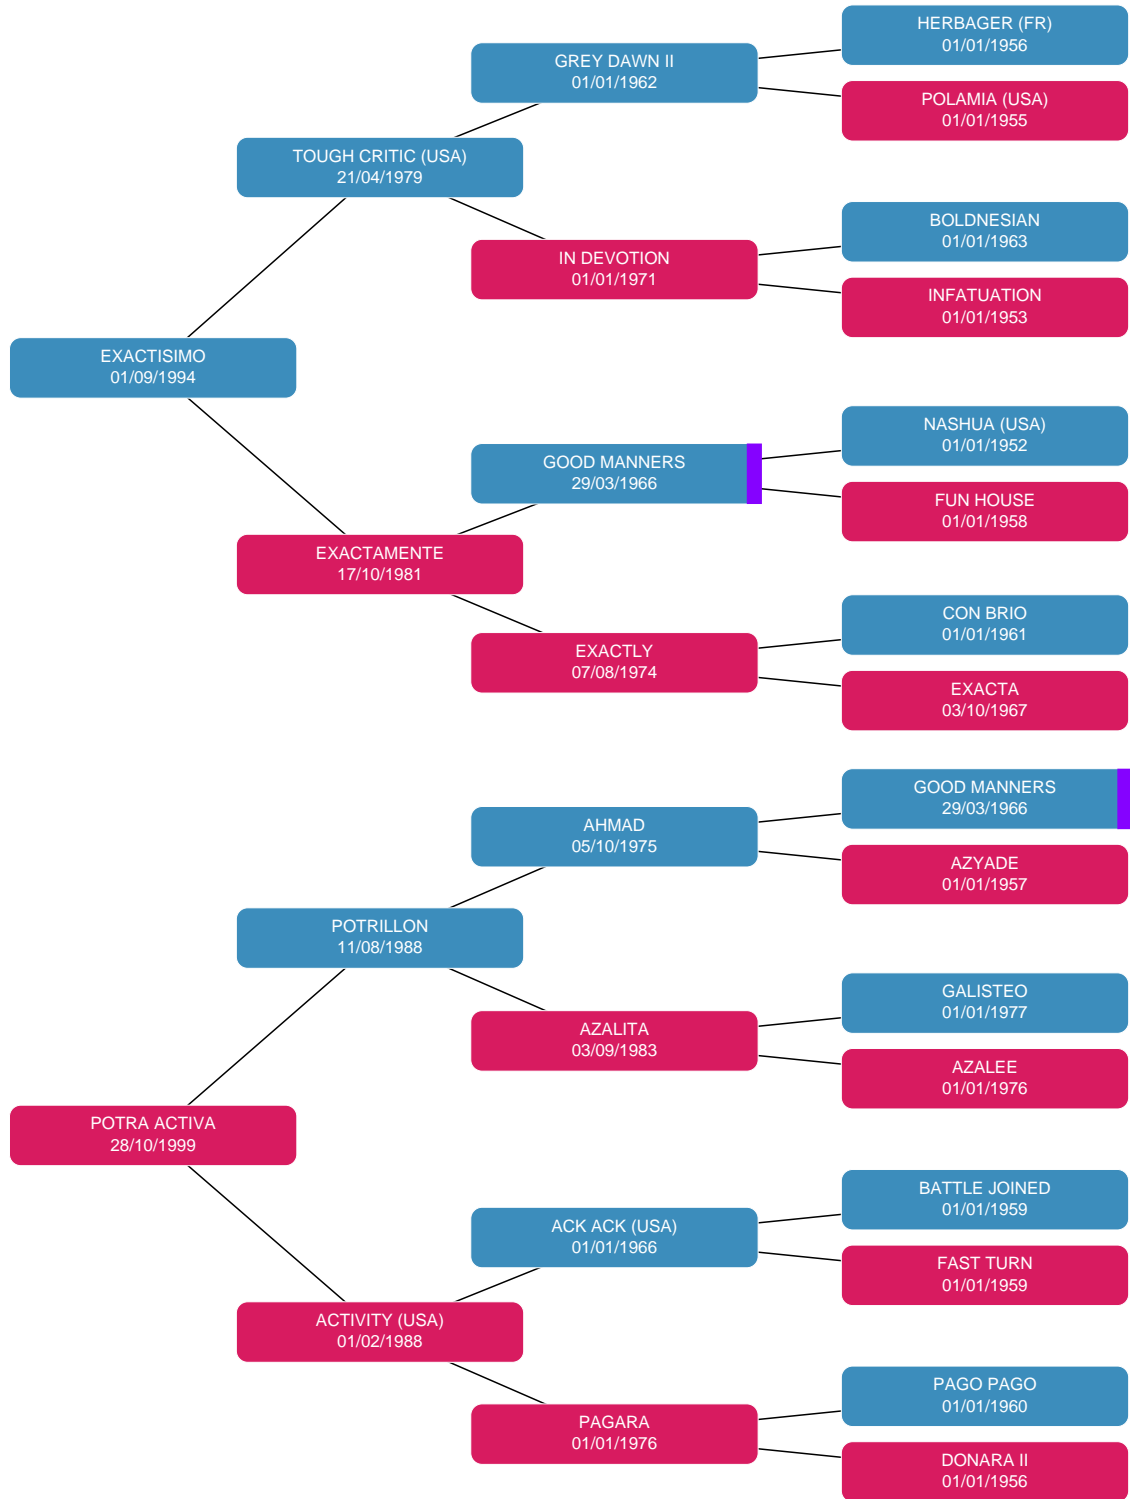 HERBAGER (FR)
01/01/1956
GREY DAWN II
01/01/1962
POLAMIA (USA)
01/01/1955
TOUGH CRITIC (USA)
21/04/1979
BOLDNESIAN
01/01/1963
IN DEVOTION
01/01/1971
INFATUATION
01/01/1953
EXACTISIMO
01/09/1994
NASHUA (USA)
01/01/1952
GOOD MANNERS
29/03/1966
FUN HOUSE
01/01/1958
EXACTAMENTE
17/10/1981
CON BRIO
01/01/1961
EXACTLY
07/08/1974
EXACTA
03/10/1967
GOOD MANNERS
29/03/1966
AHMAD
05/10/1975
AZYADE
01/01/1957
POTRILLON
11/08/1988
GALISTEO
01/01/1977
AZALITA
03/09/1983
AZALEE
01/01/1976
POTRA ACTIVA
28/10/1999
BATTLE JOINED
01/01/1959
ACK ACK (USA)
01/01/1966
FAST TURN
01/01/1959
ACTIVITY (USA)
01/02/1988
PAGO PAGO
01/01/1960
PAGARA
01/01/1976
DONARA II
01/01/1956